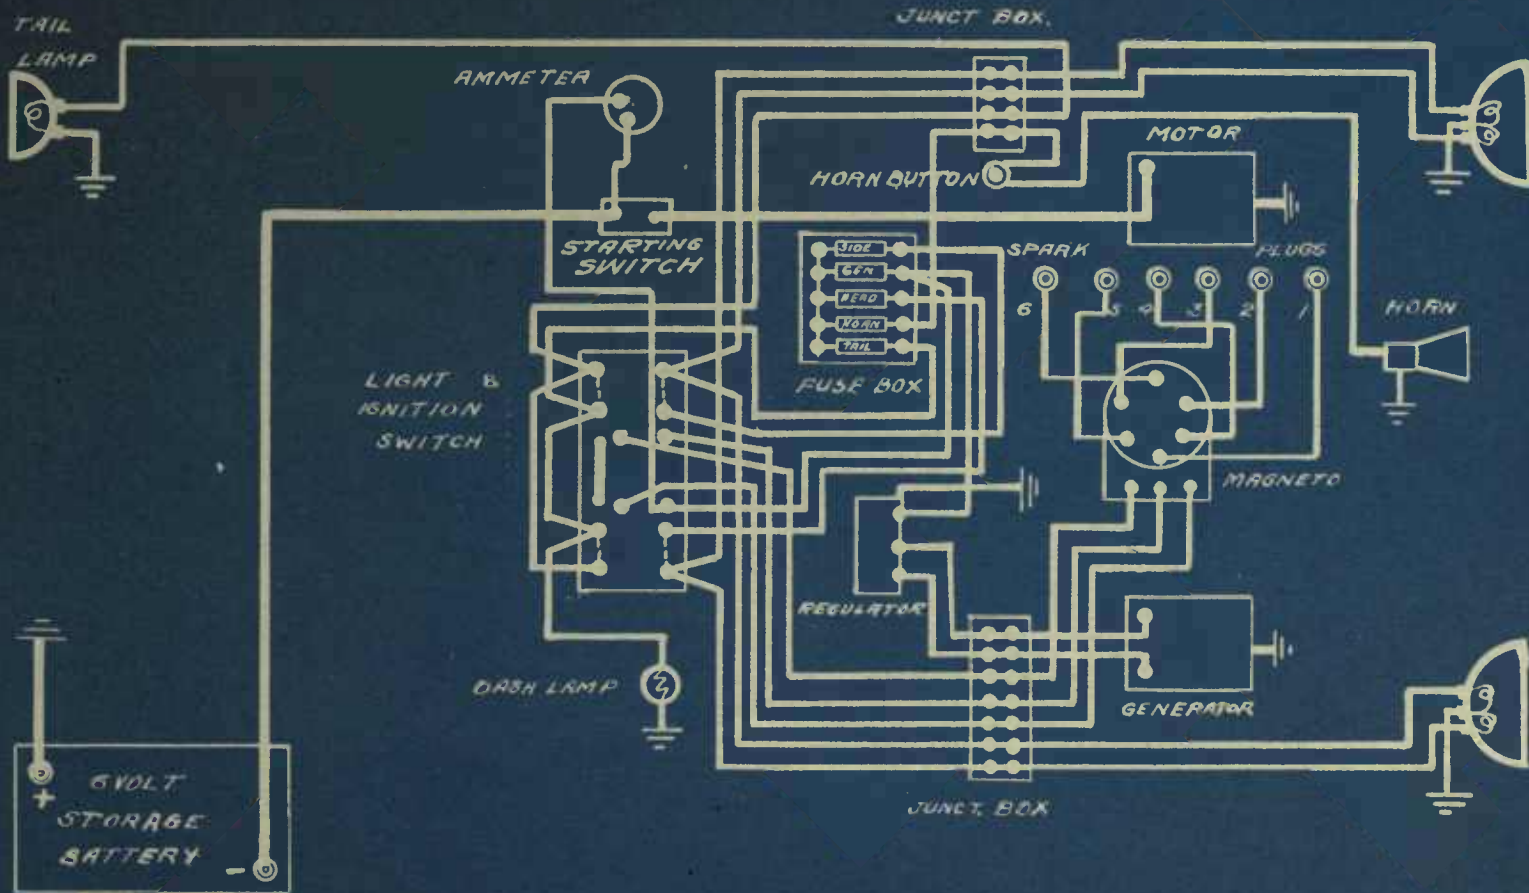 TAIL
LAMP
JUNCT BOX.
AMMETER
MOTOR
HORN BUTTON
STARTING
SWITCH
SIDE
GEN
HEAD
HORN
TAIL
FUSE BOX
SPARK
PLUGS
6
5
4
3
2
1
HORN
LIGHT &
IGNITION
SWITCH
MAGNETO
REGULATOR
DASH LAMP
GENERATOR
JUNCT. BOX
6 VOLT
STORAGE
BATTERY
+
-